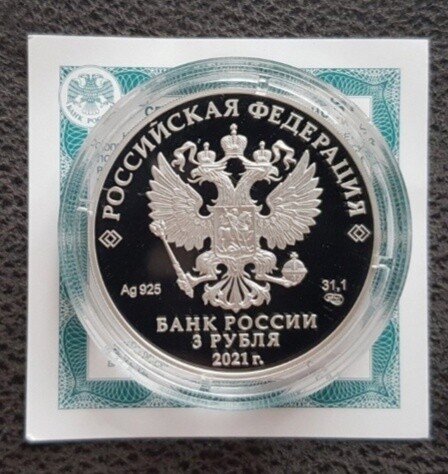 РОССИЙСКАЯ ФЕДЕРАЦИЯ
Ag 925
31,1
БАНК РОССИИ
3 РУБЛЯ
2021 г.